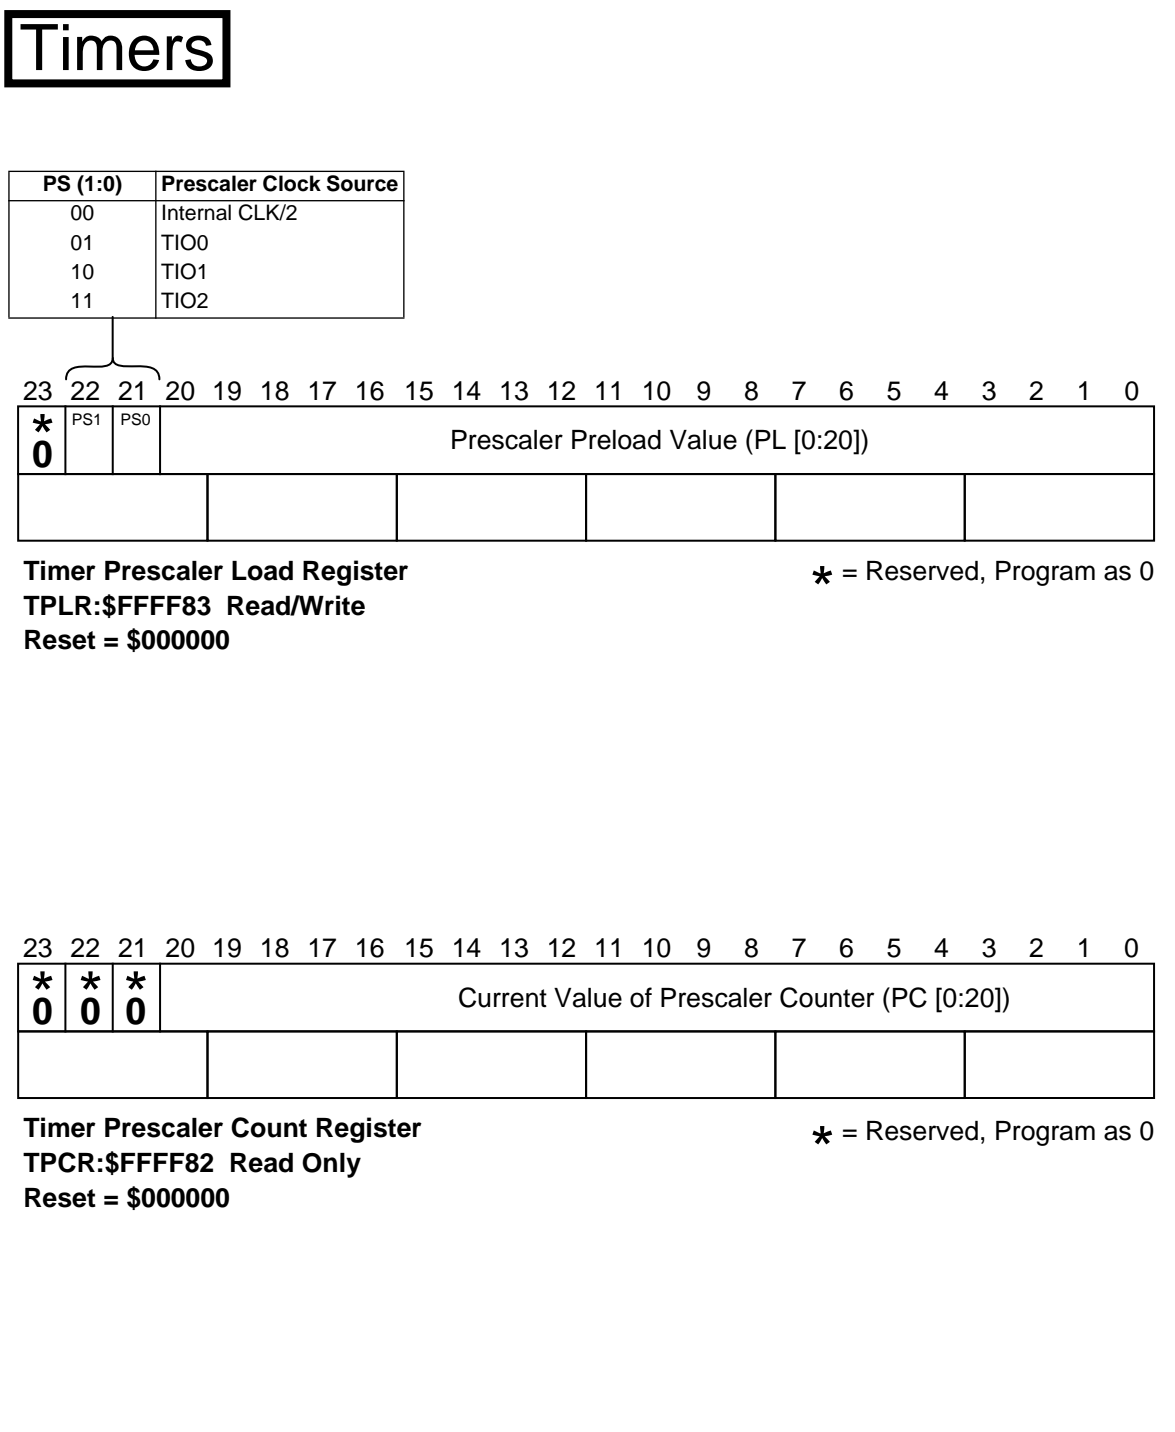 Timers
PS (1:0) Prescaler Clock Source
00 Internal CLK/2
01 TIO0
10 TIO1
11 TIO2
23 22 21 20 19 18 17 16 15 14 13 12 11 10 9 8 7 6 5 4 3 2 1 0
* PS1 PS0 Prescaler Preload Value (PL [0:20])
0
Timer Prescaler Load Register * = Reserved, Program as 0
TPLR:$FFFF83 Read/Write
Reset = $000000
23 22 21 20 19 18 17 16 15 14 13 12 11 10 9 8 7 6 5 4 3 2 1 0
* * * Current Value of Prescaler Counter (PC [0:20])
0 0 0
Timer Prescaler Count Register * = Reserved, Program as 0
TPCR:$FFFF82 Read Only
Reset = $000000